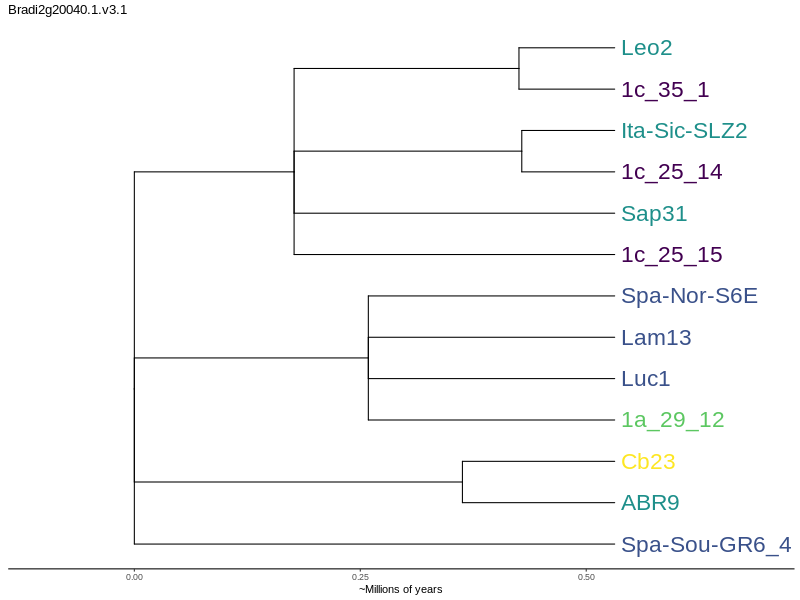 Bradi2g20040.1.v3.1
Leo2
1c_35_1
Ita-Sic-SLZ2
1c_25_14
Sap31
1c_25_15
Spa-Nor-S6E
Lam13
Luc1
1a_29_12
Cb23
ABR9
Spa-Sou-GR6_4
0.00 0.25 0.50
~Millions of years